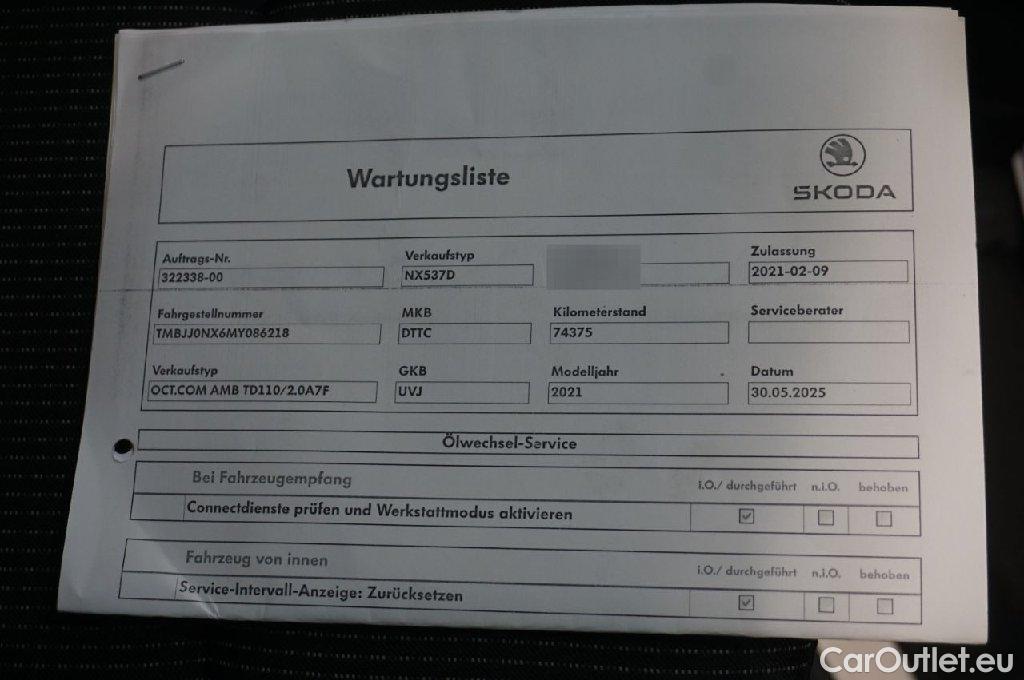 Wartungsliste
SKODA
Auftrags-Nr. Verkaufstyp Zulassung
322338-00 NX537D 2021-02-09
Fahrgestellnummer MKB Kilometerstand Serviceberater
TMBJJ0NX6MY086218 DTTC 74375
Verkaufstyp GKB Modelljahr Datum
OCT.COM AMB TD110/2.0A7F UVJ 2021 30.05.2025
Ölwechsel-Service
Bei Fahrzeugempfang i.O./ durchgeführt n.i.O. behoben
Connectdienste prüfen und Werkstattmodus aktivieren
Fahrzeug von innen i.O./ durchgeführt n.i.O. behoben
Service-Intervall-Anzeige: Zurücksetzen
CarOutlet.eu